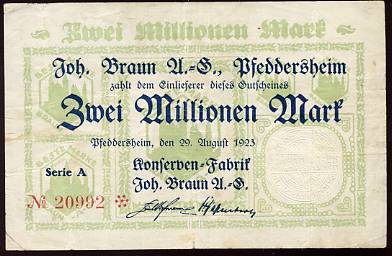 Zwei Millionen Mark
Joh. Braun A.-G., Pfeddersheim
zahlt dem Einlieferer dieses Gutscheines
Zwei Millionen Mark
Pfeddersheim, den 29. August 1923
Serie A
Konserven-Fabrik
Joh. Braun A.-G.
№ 20992